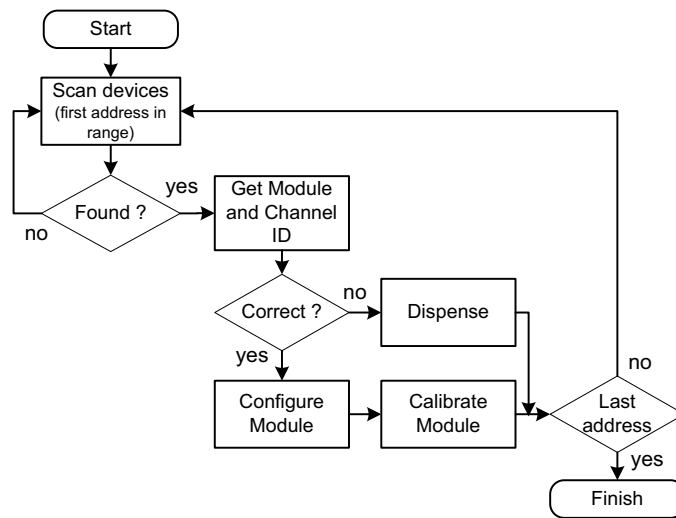 Start
Scan devices
(first address in
range)
Found ?
yes
no
Get Module
and Channel
ID
Correct ?
no
yes
Dispense
Configure
Module
Calibrate
Module
Last
address
no
yes
Finish